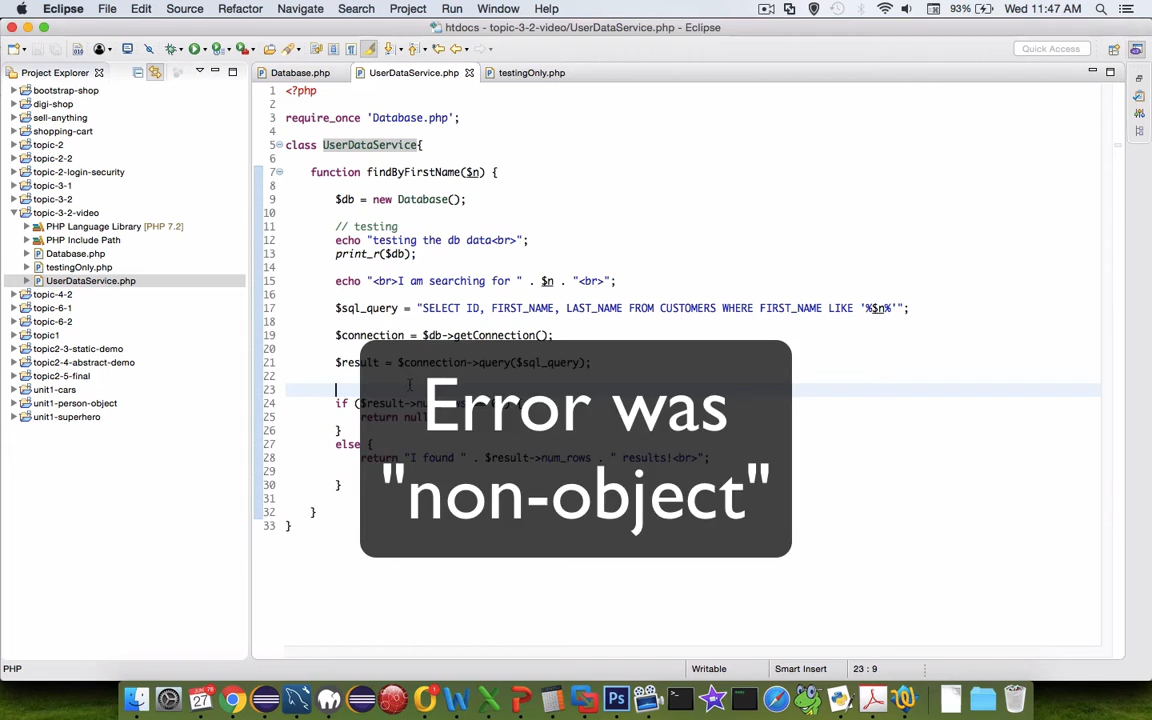 Eclipse File Edit Source Refactor Navigate Search Project Run Window Help 93% Wed 11:47 AM
htdocs - topic-3-2-video/UserDataService.php - Eclipse
Quick Access
Project Explorer
bootstrap-shop
digi-shop
sell-anything
shopping-cart
topic-2
topic-2-2
topic-2-login-security
topic-3-1
topic-3-2
topic-3-2-video
PHP Language Library [PHP 7.2]
PHP Include Path
Database.php
testingOnly.php
UserDataService.php
topic-4-2
topic-6-1
topic-6-2
topic1
topic2-3-static-demo
topic2-4-abstract-demo
topic2-5-final
unit1-cars
unit1-person-object
unit1-superhero
Database.php UserDataService.php testingOnly.php
1 <?php
2
3 require_once 'Database.php';
4
5 class UserDataService{
6
7 function findByFirstName($n) {
8
9 $db = new Database();
10
11 // testing
12 echo "testing the db data<br>";
13 print_r($db);
14
15 echo "<br>I am searching for " . $n . "<br>";
16
17 $sql_query = "SELECT ID, FIRST_NAME, LAST_NAME FROM CUSTOMERS WHERE FIRST_NAME LIKE '%$n%'";
18
19 $connection = $db->getConnection();
20
21 $result = $connection->query($sql_query);
22
23
24 if ($result->
25 return null
26 }
27 else {
28 return "I found " . $result->num_rows . " results!<br>";
29
30 }
31
32 }
33 }
Error was
"non-object"
PHP Writable Smart Insert 23 : 9